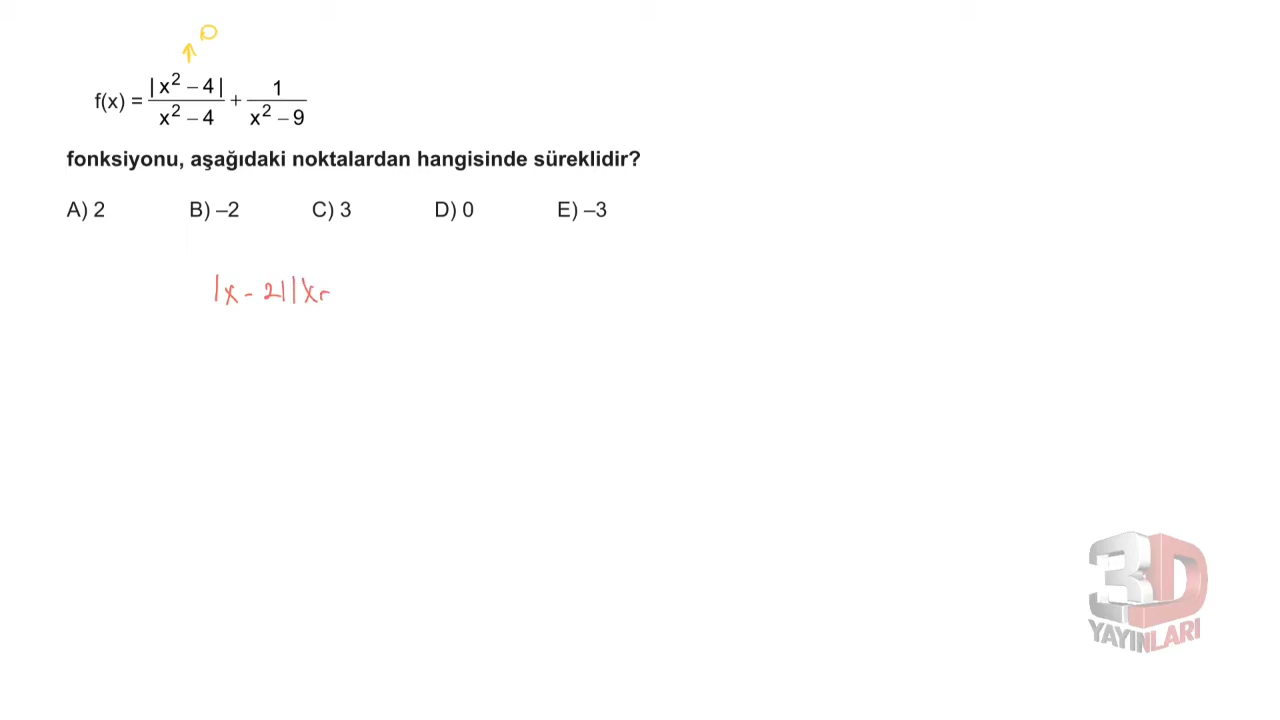 0
f(x) = |x² – 4| / x² – 4 + 1 / x² – 9
fonksiyonu, aşağıdaki noktalardan hangisinde süreklidir?
A) 2 B) –2 C) 3 D) 0 E) –3
|x - 2||x
3D
YAYINLARI